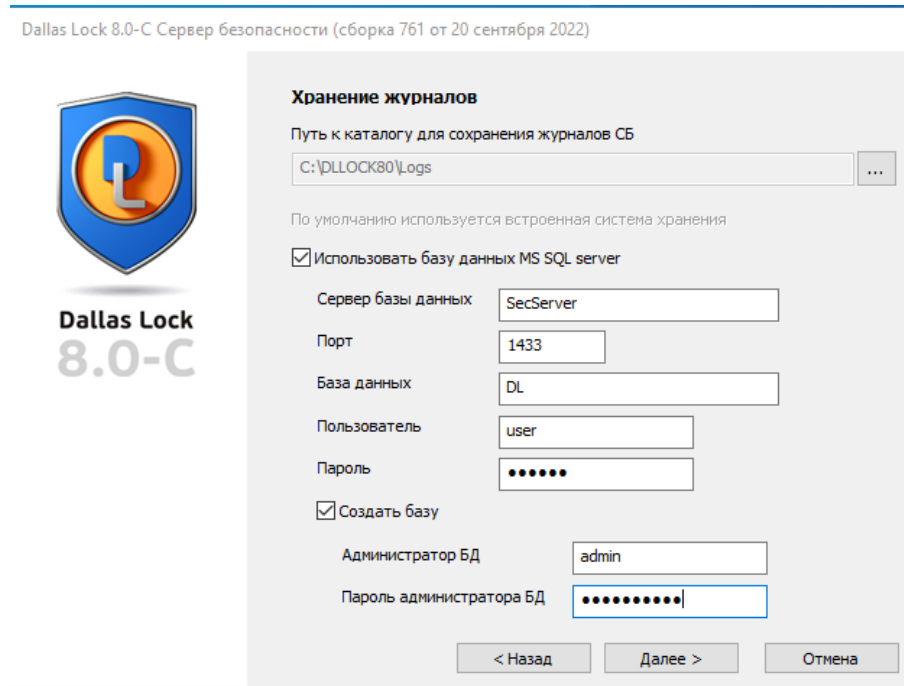 Dallas Lock 8.0-C Сервер безопасности (сборка 761 от 20 сентября 2022)
DL
Dallas Lock
8.0-C
Хранение журналов
Путь к каталогу для сохранения журналов СБ
C:\DLLOCK80\Logs
...
По умолчанию используется встроенная система хранения
Использовать базу данных MS SQL server
Сервер базы данных SecServer
Порт 1433
База данных DL
Пользователь user
Пароль ••••••
Создать базу
Администратор БД admin
Пароль администратора БД ••••••••••
< Назад Далее > Отмена